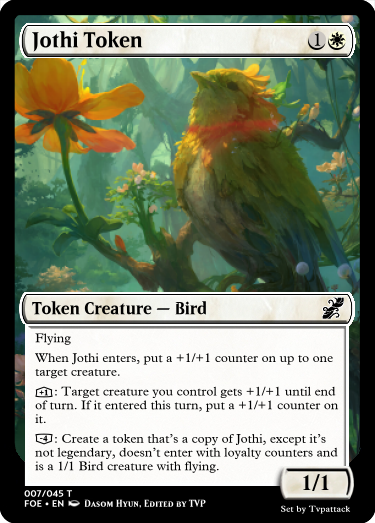 Jothi Token 1
Token Creature — Bird
Flying
When Jothi enters, put a +1/+1 counter on up to one
target creature.
+1: Target creature you control gets +1/+1 until end
of turn. If it entered this turn, put a +1/+1 counter on
it.
-4: Create a token that's a copy of Jothi, except it's
not legendary, doesn't enter with loyalty counters and
is a 1/1 Bird creature with flying.
1/1
007/045 T
FOE • EN Dasom Hyun, Edited by TVP
Set by Tvpattack